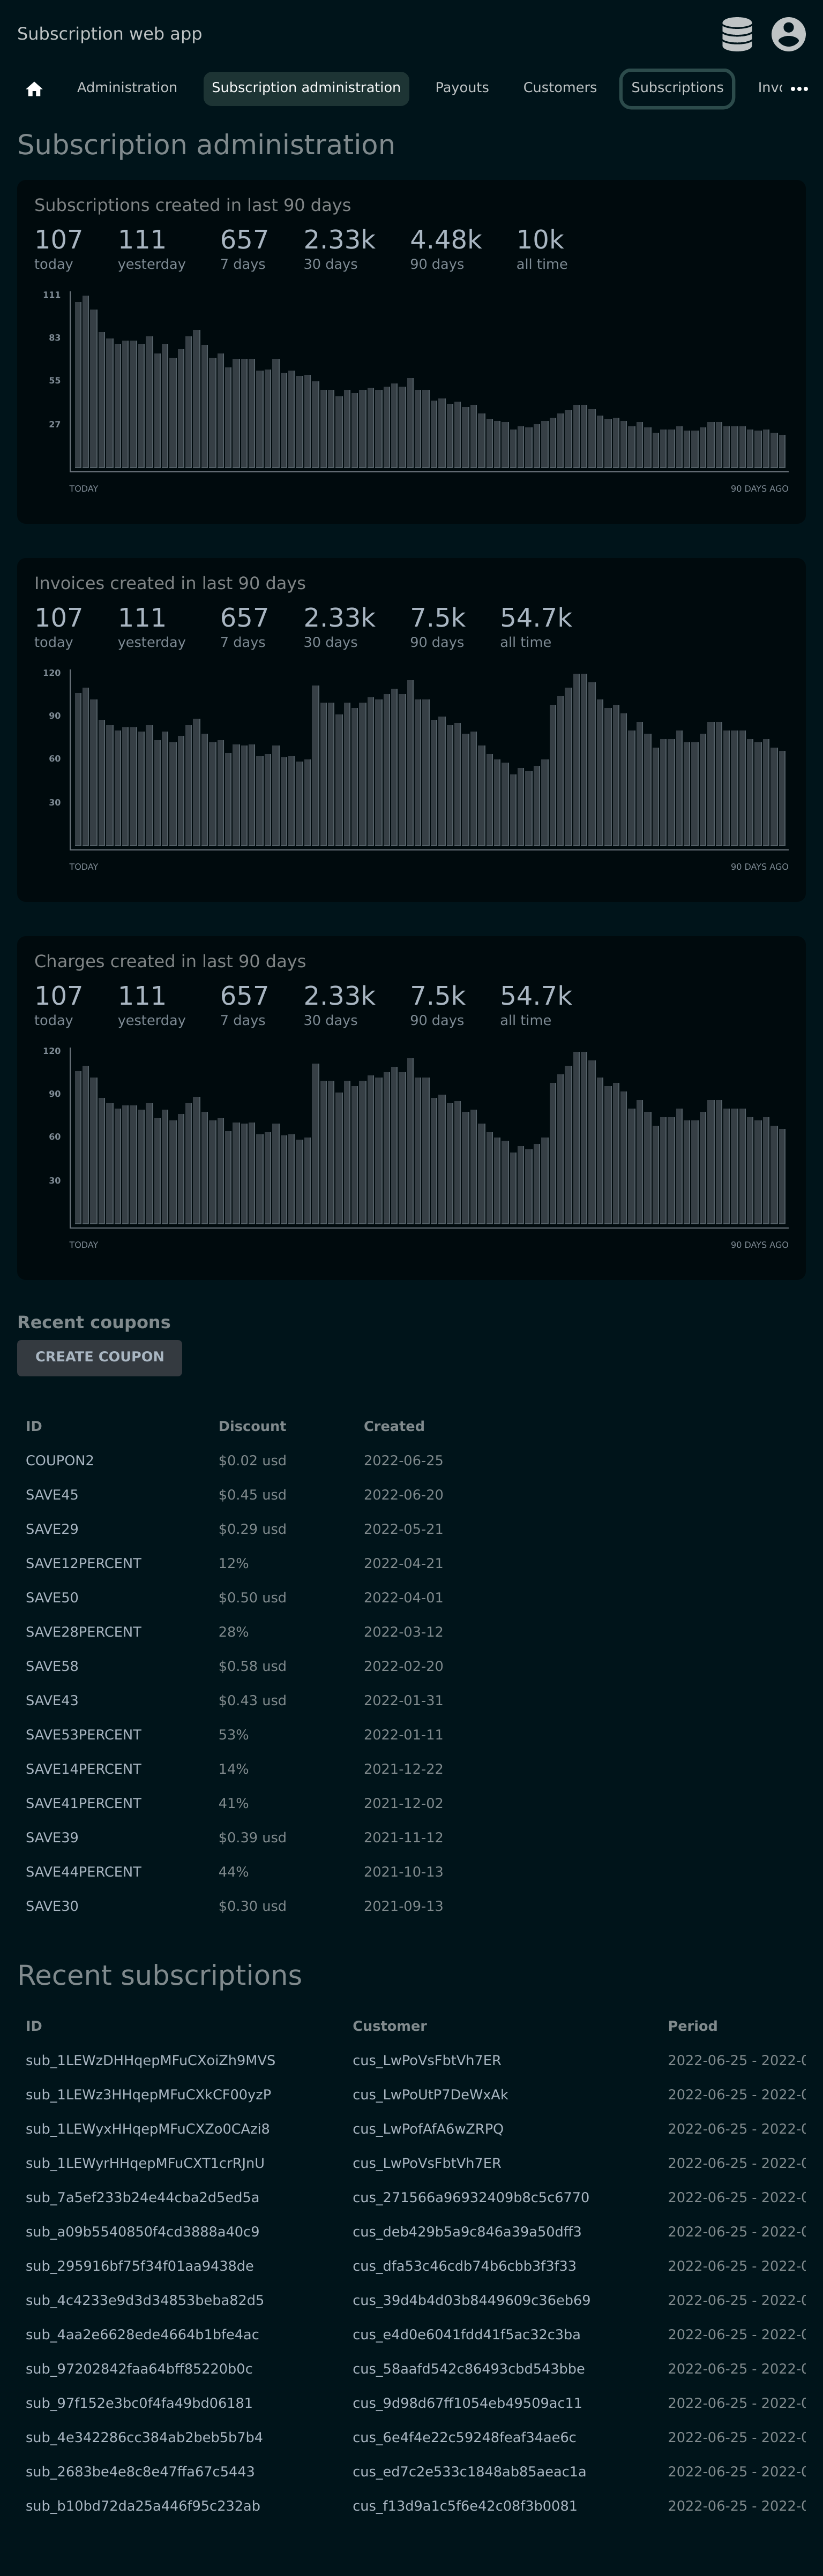 Subscription web app
Administration Subscription administration Payouts Customers Subscriptions Invo
Subscription administration
Subscriptions created in last 90 days
107 111 657 2.33k 4.48k 10k
today yesterday 7 days 30 days 90 days all time
111
83
55
27
TODAY 90 DAYS AGO
Invoices created in last 90 days
107 111 657 2.33k 7.5k 54.7k
today yesterday 7 days 30 days 90 days all time
120
90
60
30
TODAY 90 DAYS AGO
Charges created in last 90 days
107 111 657 2.33k 7.5k 54.7k
today yesterday 7 days 30 days 90 days all time
120
90
60
30
TODAY 90 DAYS AGO
Recent coupons
CREATE COUPON
ID Discount Created
COUPON2 $0.02 usd 2022-06-25
SAVE45 $0.45 usd 2022-06-20
SAVE29 $0.29 usd 2022-05-21
SAVE12PERCENT 12% 2022-04-21
SAVE50 $0.50 usd 2022-04-01
SAVE28PERCENT 28% 2022-03-12
SAVE58 $0.58 usd 2022-02-20
SAVE43 $0.43 usd 2022-01-31
SAVE53PERCENT 53% 2022-01-11
SAVE14PERCENT 14% 2021-12-22
SAVE41PERCENT 41% 2021-12-02
SAVE39 $0.39 usd 2021-11-12
SAVE44PERCENT 44% 2021-10-13
SAVE30 $0.30 usd 2021-09-13
Recent subscriptions
ID Customer Period
sub_1LEWzDHHqepMFuCXoiZh9MVS cus_LwPoVsFbtVh7ER 2022-06-25 - 2022-0
sub_1LEWz3HHqepMFuCXkCF00yzP cus_LwPoUtP7DeWxAk 2022-06-25 - 2022-0
sub_1LEWyxHHqepMFuCXZo0CAzi8 cus_LwPofAfA6wZRPQ 2022-06-25 - 2022-0
sub_1LEWyrHHqepMFuCXT1crRJnU cus_LwPoVsFbtVh7ER 2022-06-25 - 2022-0
sub_7a5ef233b24e44cba2d5ed5a cus_271566a96932409b8c5c6770 2022-06-25 - 2022-0
sub_a09b5540850f4cd3888a40c9 cus_deb429b5a9c846a39a50dff3 2022-06-25 - 2022-0
sub_295916bf75f34f01aa9438de cus_dfa53c46cdb74b6cbb3f3f33 2022-06-25 - 2022-0
sub_4c4233e9d3d34853beba82d5 cus_39d4b4d03b8449609c36eb69 2022-06-25 - 2022-0
sub_4aa2e6628ede4664b1bfe4ac cus_e4d0e6041fdd41f5ac32c3ba 2022-06-25 - 2022-0
sub_97202842faa64bff85220b0c cus_58aafd542c86493cbd543bbe 2022-06-25 - 2022-0
sub_97f152e3bc0f4fa49bd06181 cus_9d98d67ff1054eb49509ac11 2022-06-25 - 2022-0
sub_4e342286cc384ab2beb5b7b4 cus_6e4f4e22c59248feaf34ae6c 2022-06-25 - 2022-0
sub_2683be4e8c8e47ffa67c5443 cus_ed7c2e533c1848ab85aeac1a 2022-06-25 - 2022-0
sub_b10bd72da25a446f95c232ab cus_f13d9a1c5f6e42c08f3b0081 2022-06-25 - 2022-0